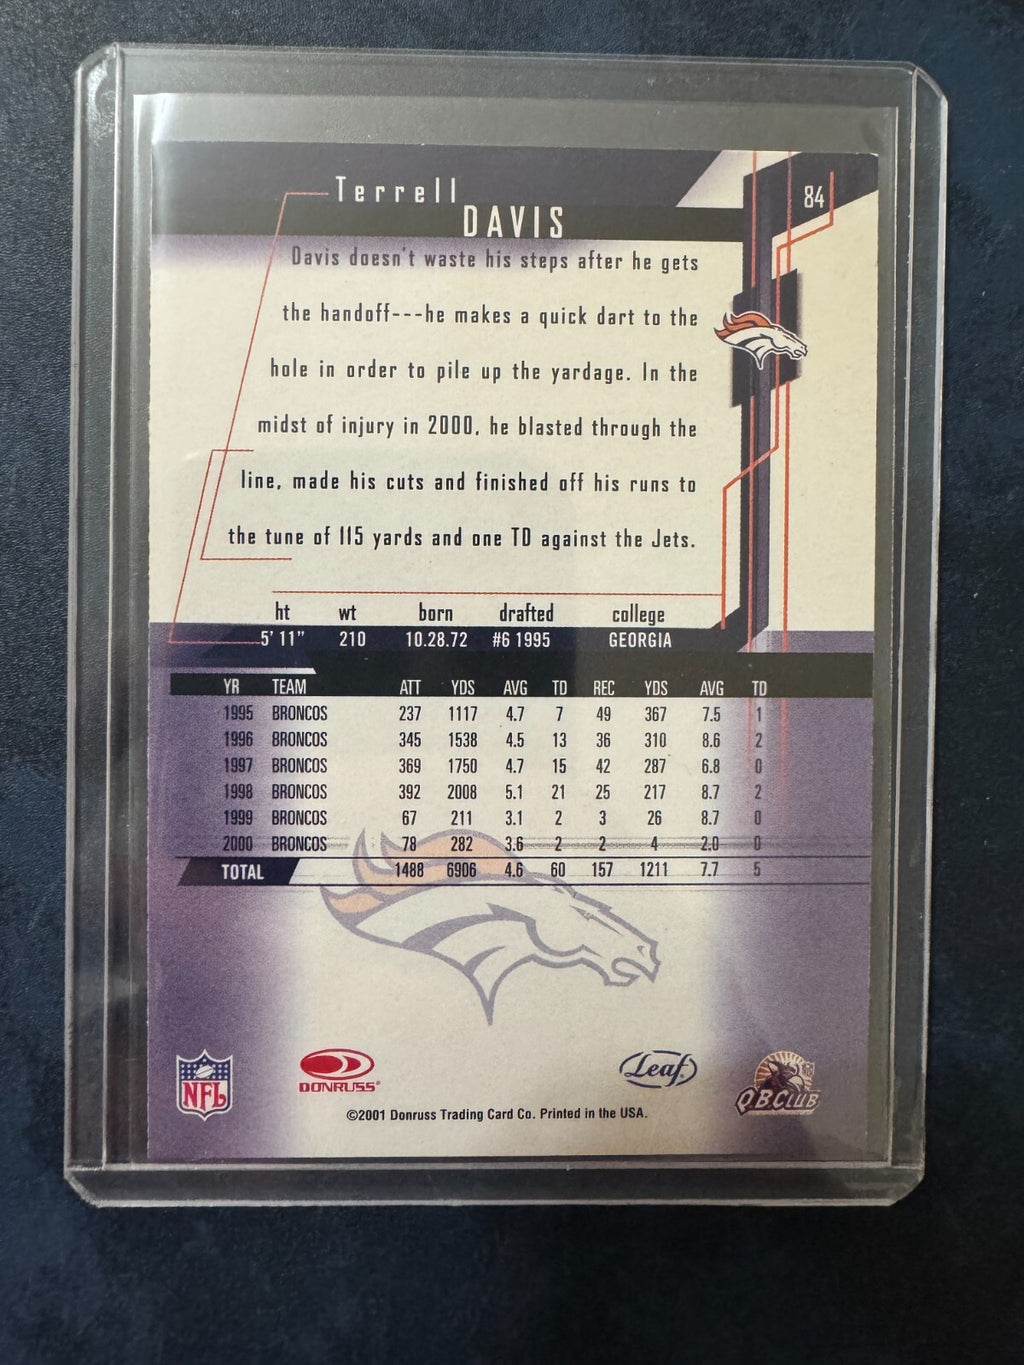 84
Terrell
DAVIS
Davis doesn't waste his steps after he gets
the handoff---he makes a quick dart to the
hole in order to pile up the yardage. In the
midst of injury in 2000, he blasted through the
line, made his cuts and finished off his runs to
the tune of 115 yards and one TD against the Jets.
ht wt born drafted college
5' 11" 210 10.28.72 #6 1995 GEORGIA
YR TEAM ATT YDS AVG TD REC YDS AVG TD
1995 BRONCOS 237 1117 4.7 7 49 367 7.5 1
1996 BRONCOS 345 1538 4.5 13 36 310 8.6 2
1997 BRONCOS 369 1750 4.7 15 42 287 6.8 0
1998 BRONCOS 392 2008 5.1 21 25 217 8.7 2
1999 BRONCOS 67 211 3.1 2 3 26 8.7 0
2000 BRONCOS 78 282 3.6 2 2 4 2.0 0
TOTAL 1488 6906 4.6 60 157 1211 7.7 5
NFL DONRUSS® Leaf® QB CLUB
©2001 Donruss Trading Card Co. Printed in the USA.